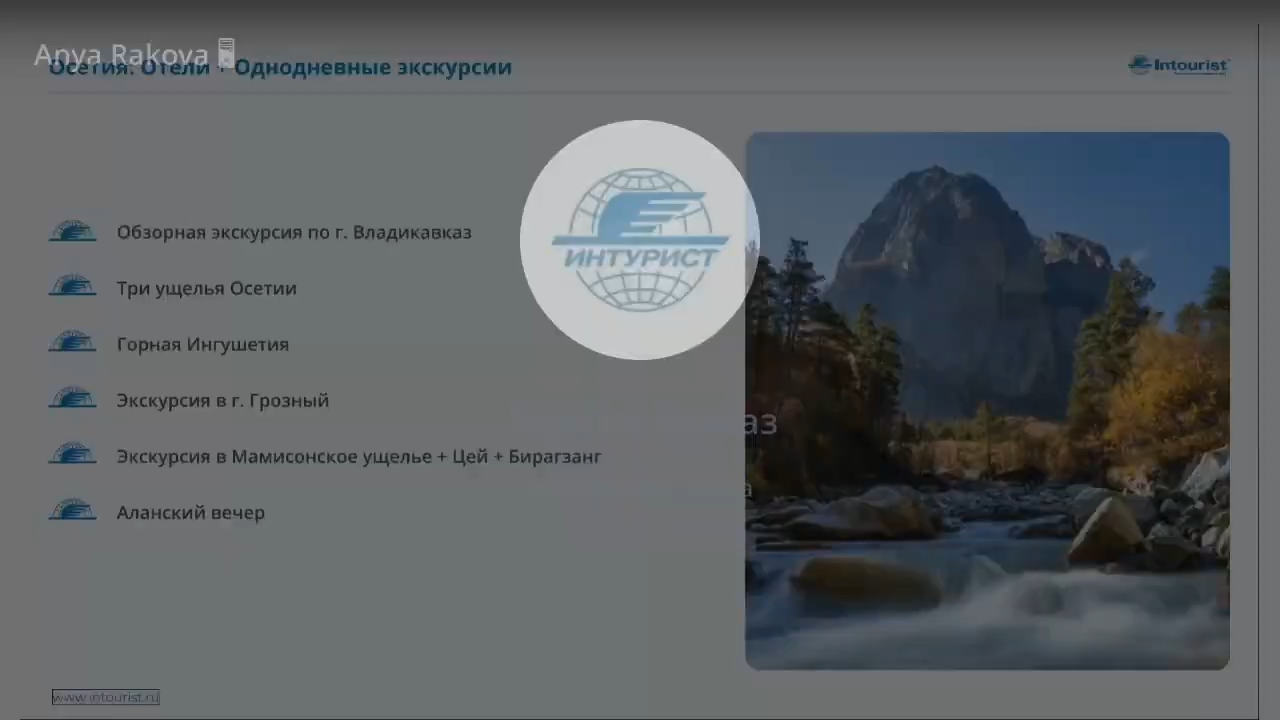 Anya Rakova
Осетия. Отели + Однодневные экскурсии
Intourist
ИНТУРИСТ
Обзорная экскурсия по г. Владикавказ
Три ущелья Осетии
Горная Ингушетия
Экскурсия в г. Грозный
аз
Экскурсия в Мамисонское ущелье + Цей + Бирагзанг
а
Аланский вечер
www.intourist.ru